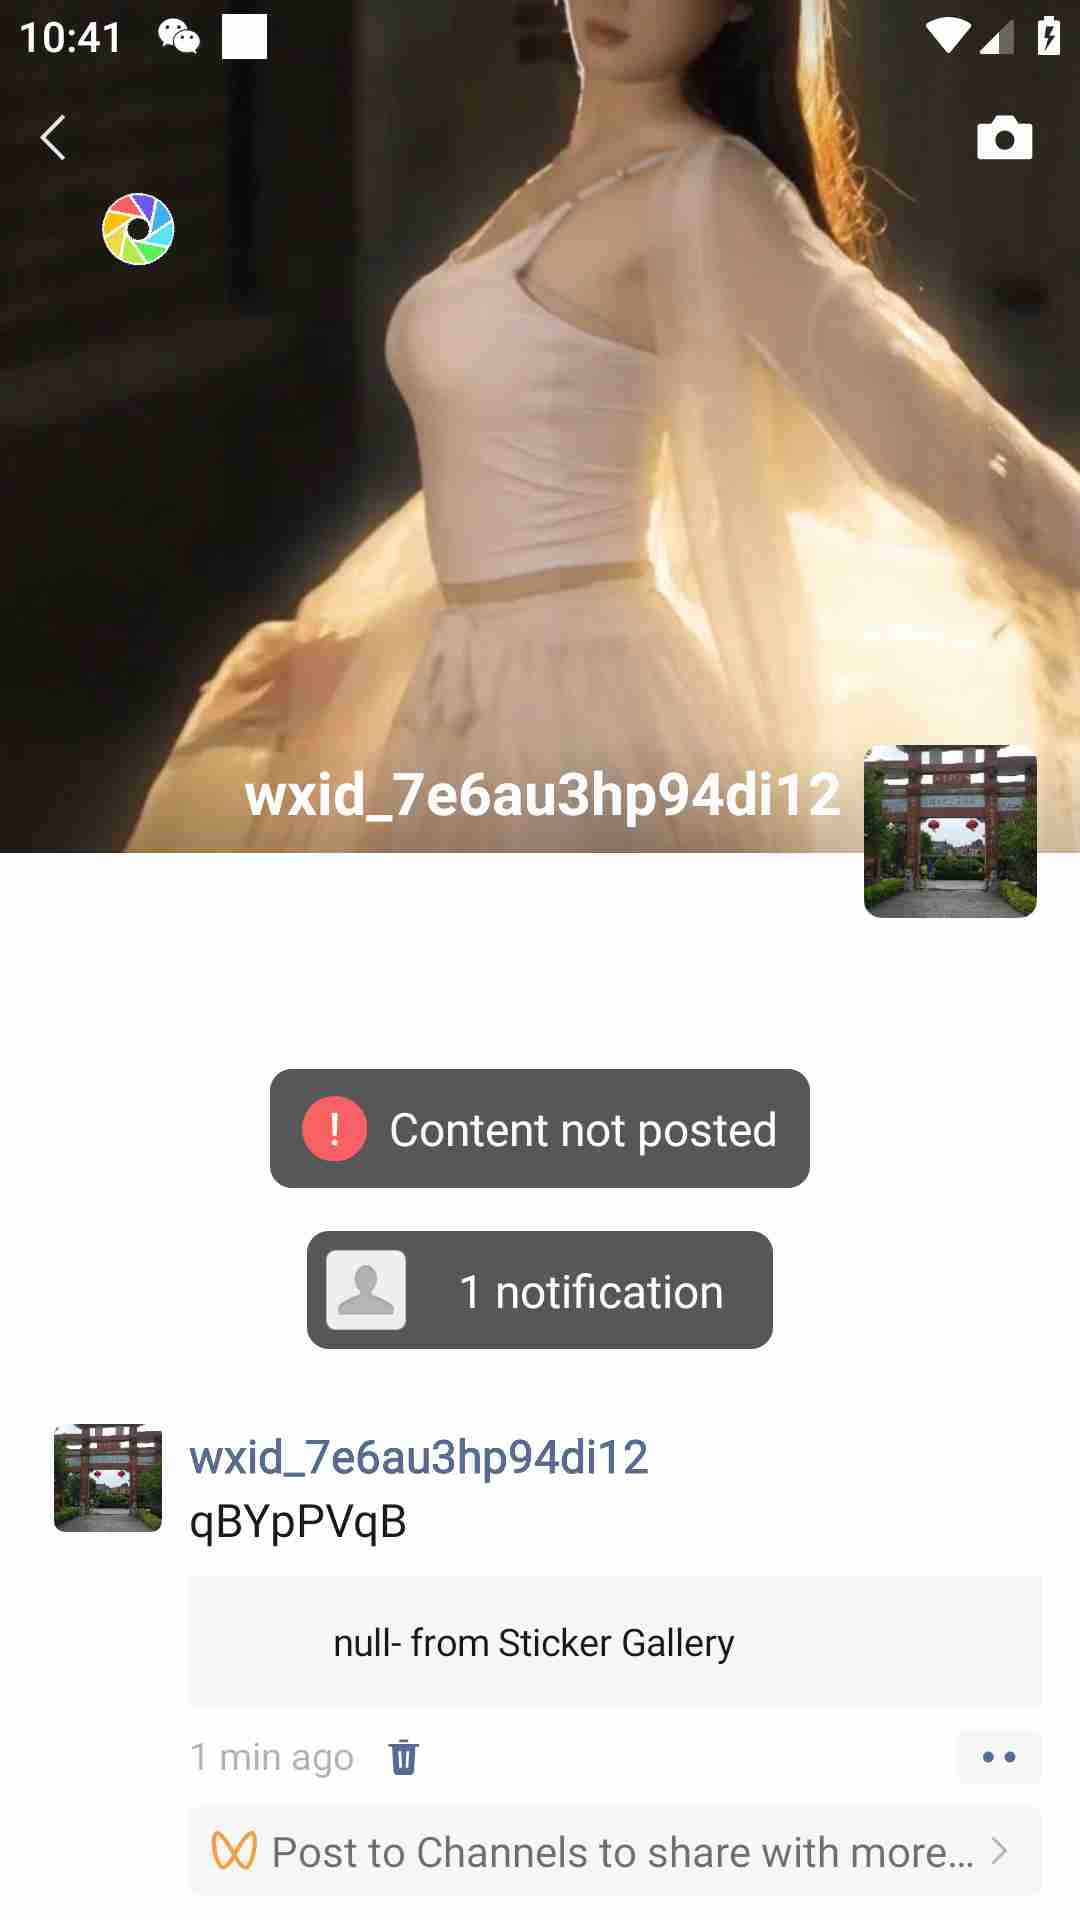 10:41
wxid_7e6au3hp94di12
! Content not posted
1 notification
wxid_7e6au3hp94di12
qBYpPVqB
null- from Sticker Gallery
1 min ago
Post to Channels to share with more...